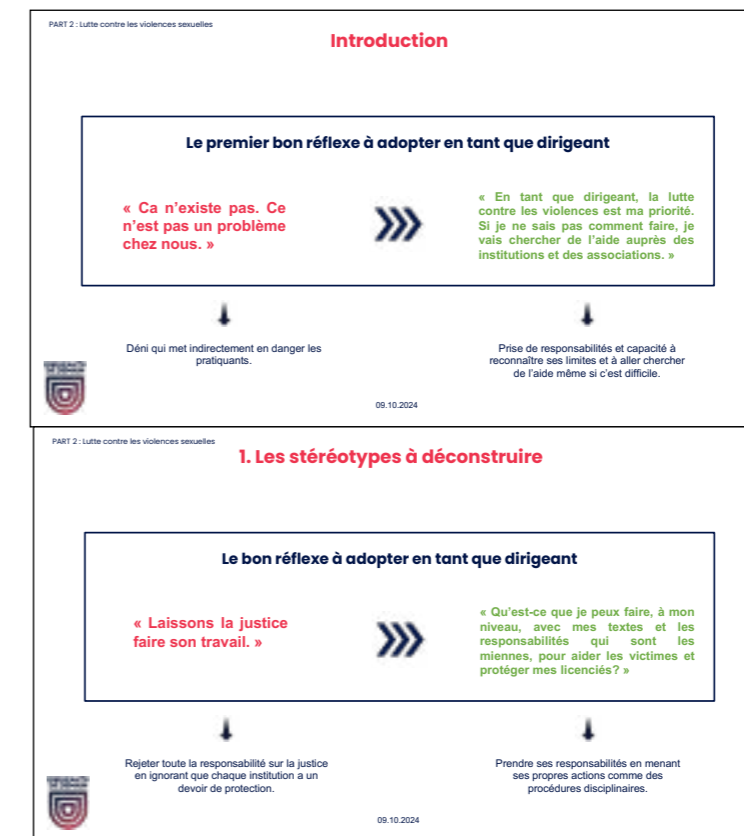 PART 2 : Lutte contre les violences sexuelles
Introduction
Le premier bon réflexe à adopter en tant que dirigeant
« Ca n’existe pas. Ce
n’est pas un problème
chez nous. »
« En tant que dirigeant, la lutte
contre les violences est ma priorité.
Si je ne sais pas comment faire, je
vais chercher de l’aide auprès des
institutions et des associations. »
Déni qui met indirectement en danger les
pratiquants.
Prise de responsabilités et capacité à
reconnaître ses limites et à aller chercher
de l’aide même si c’est difficile.
09.10.2024
PART 2 : Lutte contre les violences sexuelles
1. Les stéréotypes à déconstruire
Le bon réflexe à adopter en tant que dirigeant
« Laissons la justice
faire son travail. »
« Qu’est-ce que je peux faire, à mon
niveau, avec mes textes et les
responsabilités qui sont les
miennes, pour aider les victimes et
protéger mes licenciés? »
Rejeter toute la responsabilité sur la justice
en ignorant que chaque institution a un
devoir de protection.
Prendre ses responsabilités en menant
ses propres actions comme des
procédures disciplinaires.
09.10.2024